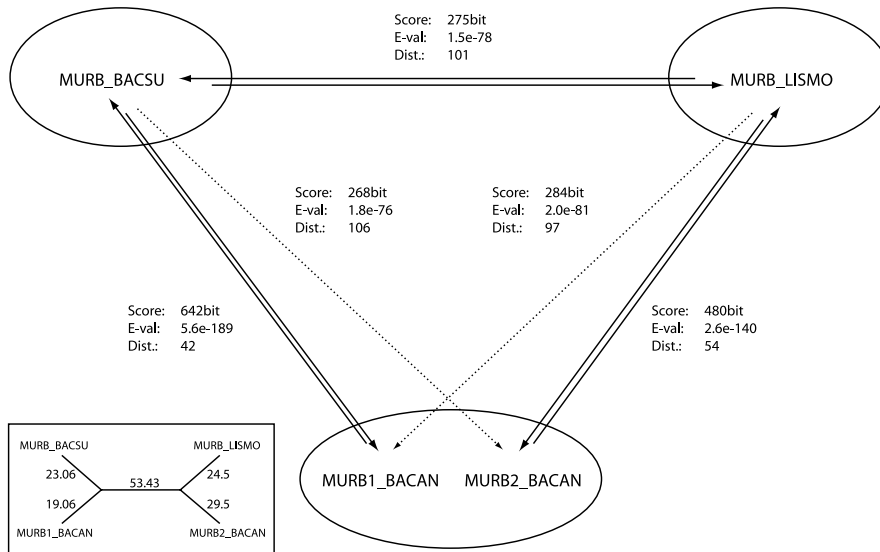 Score: 275bit
E-val: 1.5e-78
Dist.: 101
MURB_BACSU
MURB_LISMO
Score: 268bit
E-val: 1.8e-76
Dist.: 106
Score: 284bit
E-val: 2.0e-81
Dist.: 97
Score: 642bit
E-val: 5.6e-189
Dist.: 42
Score: 480bit
E-val: 2.6e-140
Dist.: 54
MURB1_BACAN
MURB2_BACAN
MURB_BACSU
MURB_LISMO
23.06
53.43
24.5
19.06
29.5
MURB1_BACAN
MURB2_BACAN